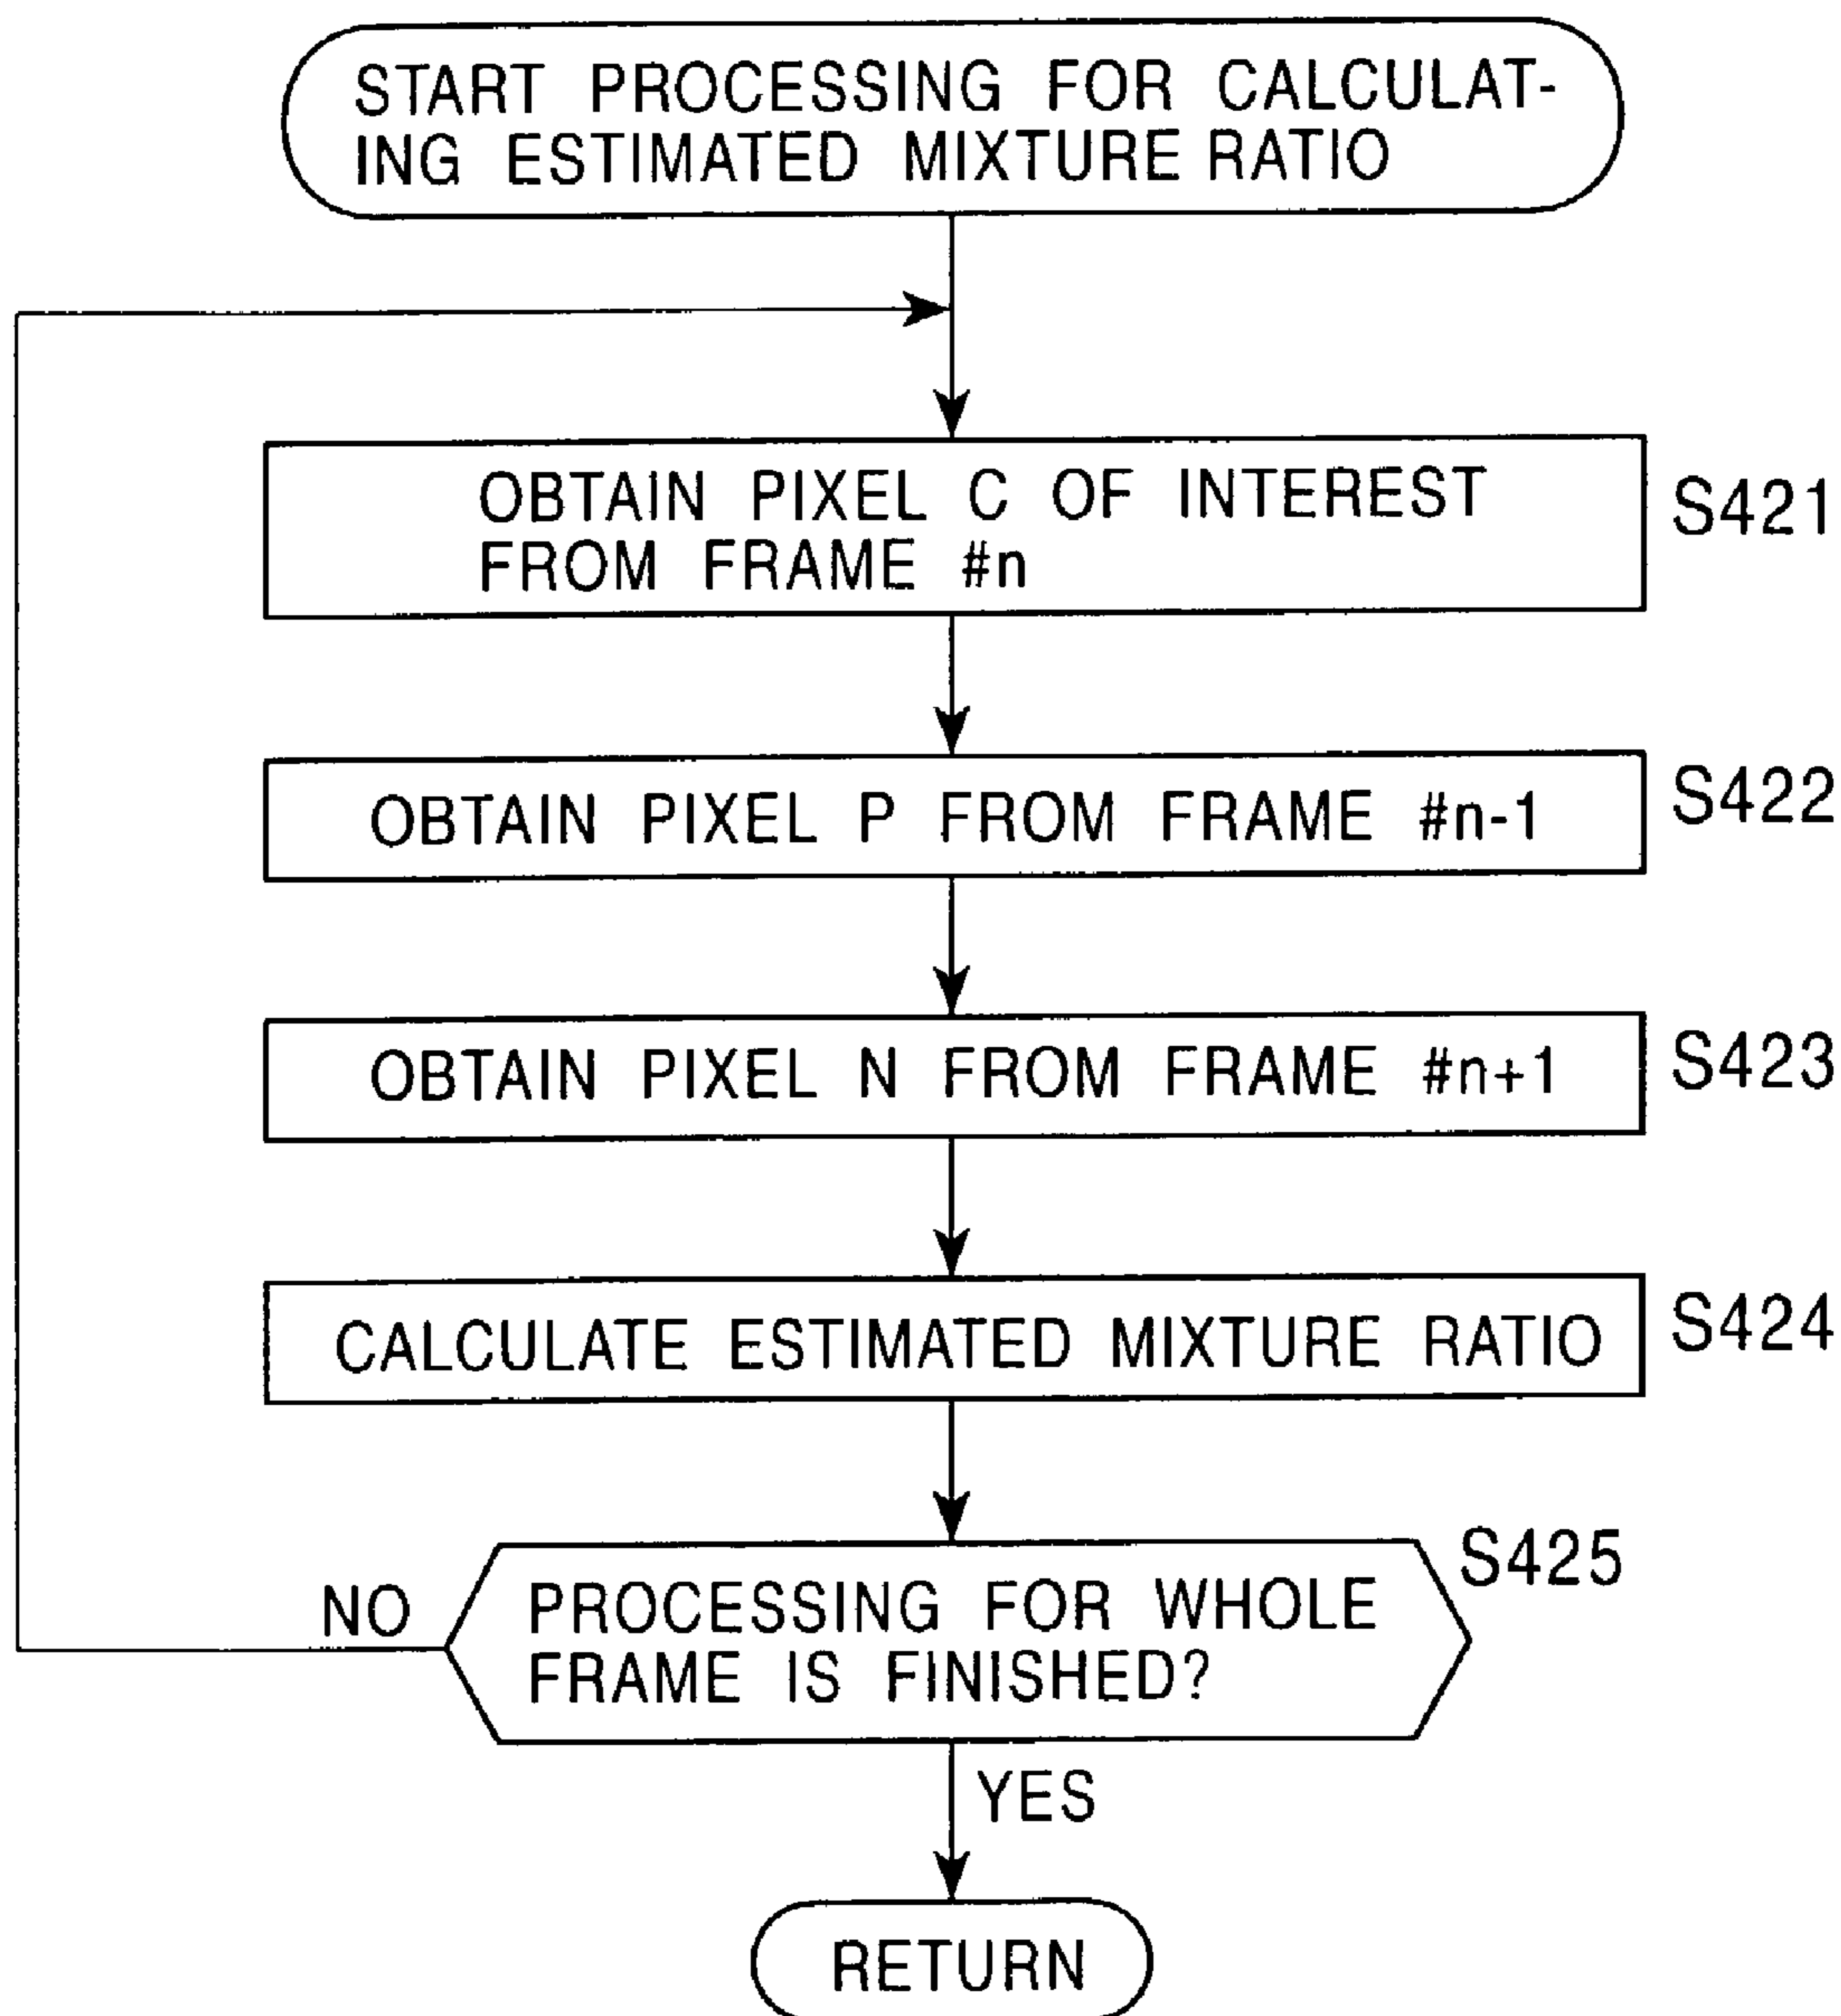 START PROCESSING FOR CALCULAT-
ING ESTIMATED MIXTURE RATIO
OBTAIN PIXEL C OF INTEREST
FROM FRAME #n
S421
OBTAIN PIXEL P FROM FRAME #n-1
S422
OBTAIN PIXEL N FROM FRAME #n+1
S423
CALCULATE ESTIMATED MIXTURE RATIO
S424
S425
NO
PROCESSING FOR WHOLE
FRAME IS FINISHED?
YES
RETURN